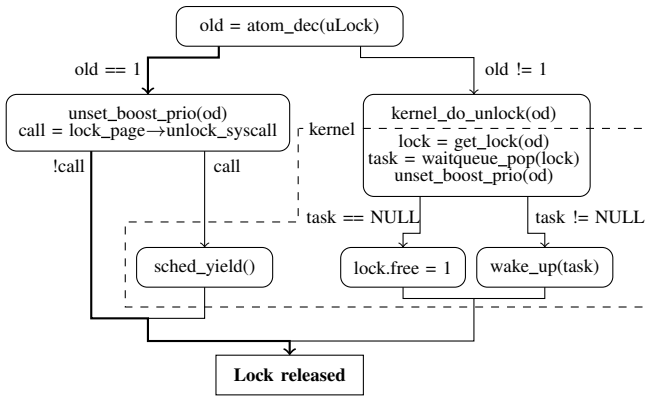 old = atom_dec(uLock)
old == 1
old != 1
unset_boost_prio(od)
call = lock_page→unlock_syscall
kernel_do_unlock(od)
kernel
lock = get_lock(od)
task = waitqueue_pop(lock)
unset_boost_prio(od)
!call
call
task == NULL
task != NULL
sched_yield()
lock.free = 1
wake_up(task)
Lock released